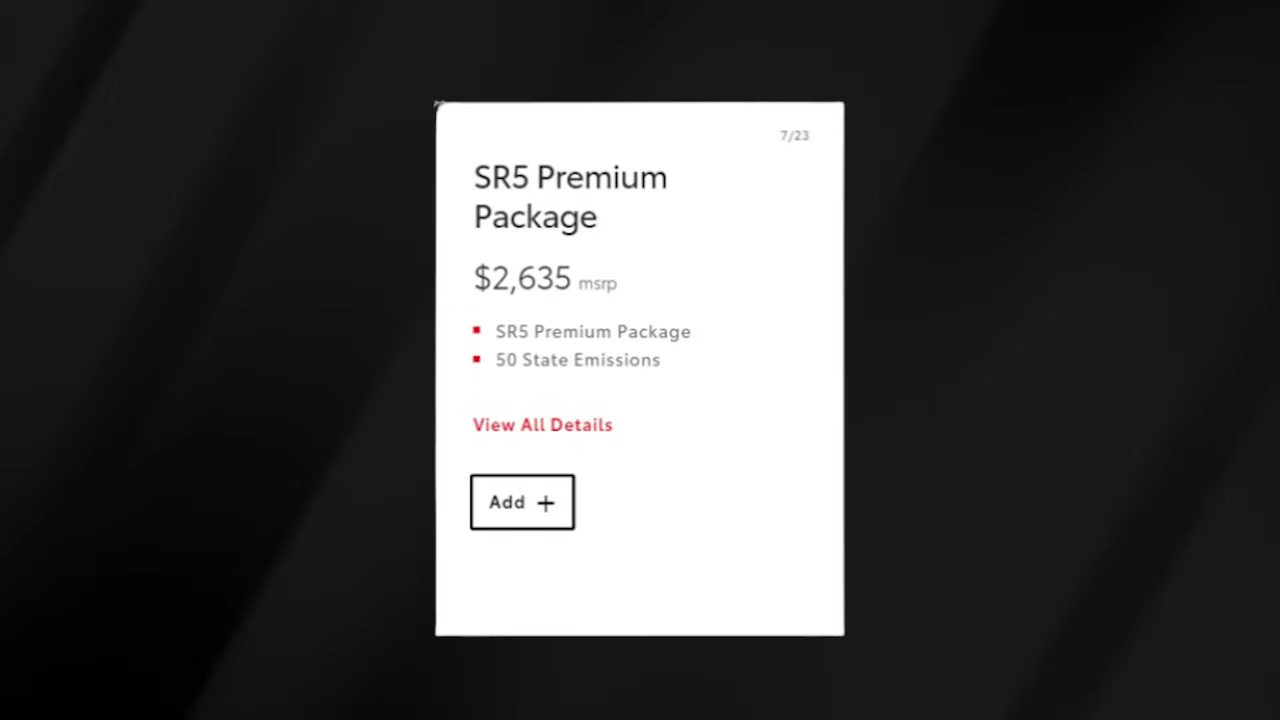 7/23
SR5 Premium
Package
$2,635 msrp
SR5 Premium Package
50 State Emissions
View All Details
Add +